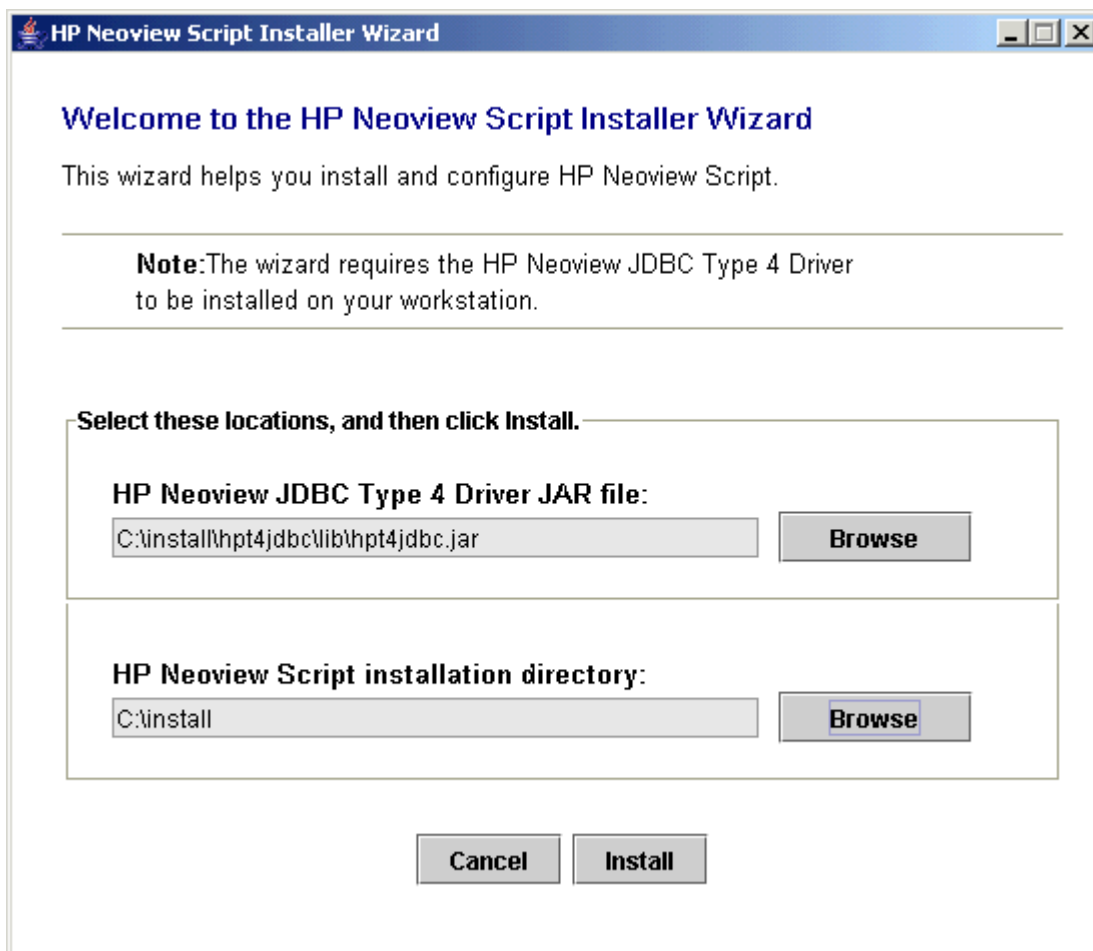 HP Neoview Script Installer Wizard
Welcome to the HP Neoview Script Installer Wizard
This wizard helps you install and configure HP Neoview Script.
Note:The wizard requires the HP Neoview JDBC Type 4 Driver
to be installed on your workstation.
Select these locations, and then click Install.
HP Neoview JDBC Type 4 Driver JAR file:
C:\install\hpt4jdbc\lib\hpt4jdbc.jar
Browse
HP Neoview Script installation directory:
C:\install
Browse
Cancel
Install